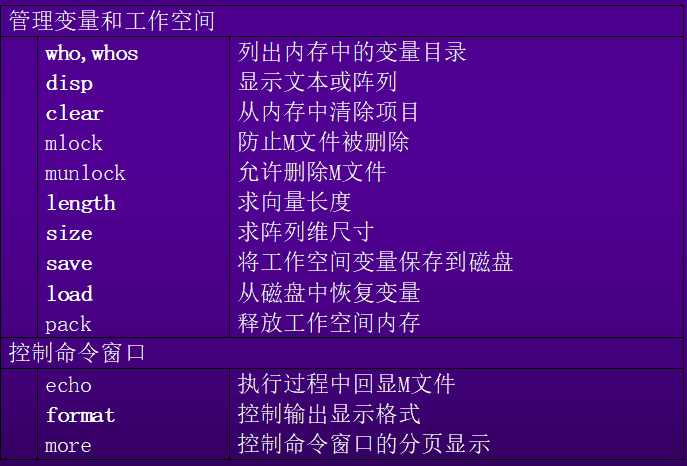 管理变量和工作空间
who,whos 列出内存中的变量目录
disp 显示文本或阵列
clear 从内存中清除项目
mlock 防止M文件被删除
munlock 允许删除M文件
length 求向量长度
size 求阵列维尺寸
save 将工作空间变量保存到磁盘
load 从磁盘中恢复变量
pack 释放工作空间内存
控制命令窗口
echo 执行过程中回显M文件
format 控制输出显示格式
more 控制命令窗口的分页显示